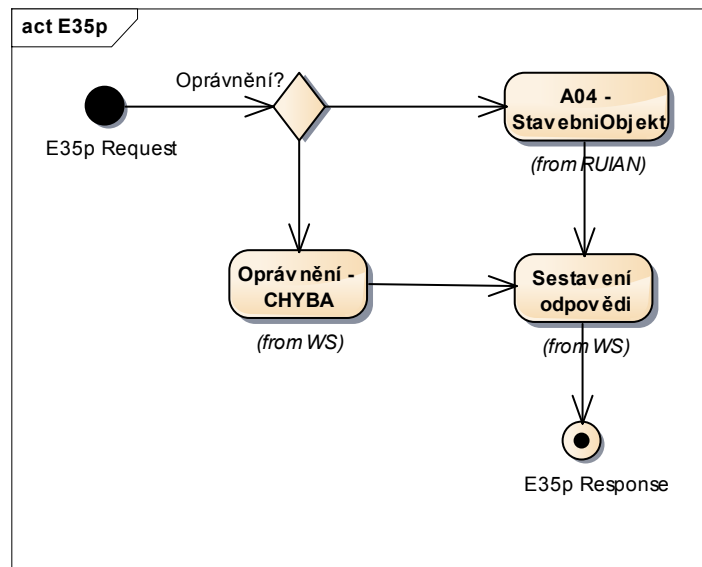 act E35p
Oprávnění?
E35p Request
A04 -
StavebniObjekt
(from RUIAN)
Oprávnění -
CHYBA
(from WS)
Sestavení
odpovědi
(from WS)
E35p Response